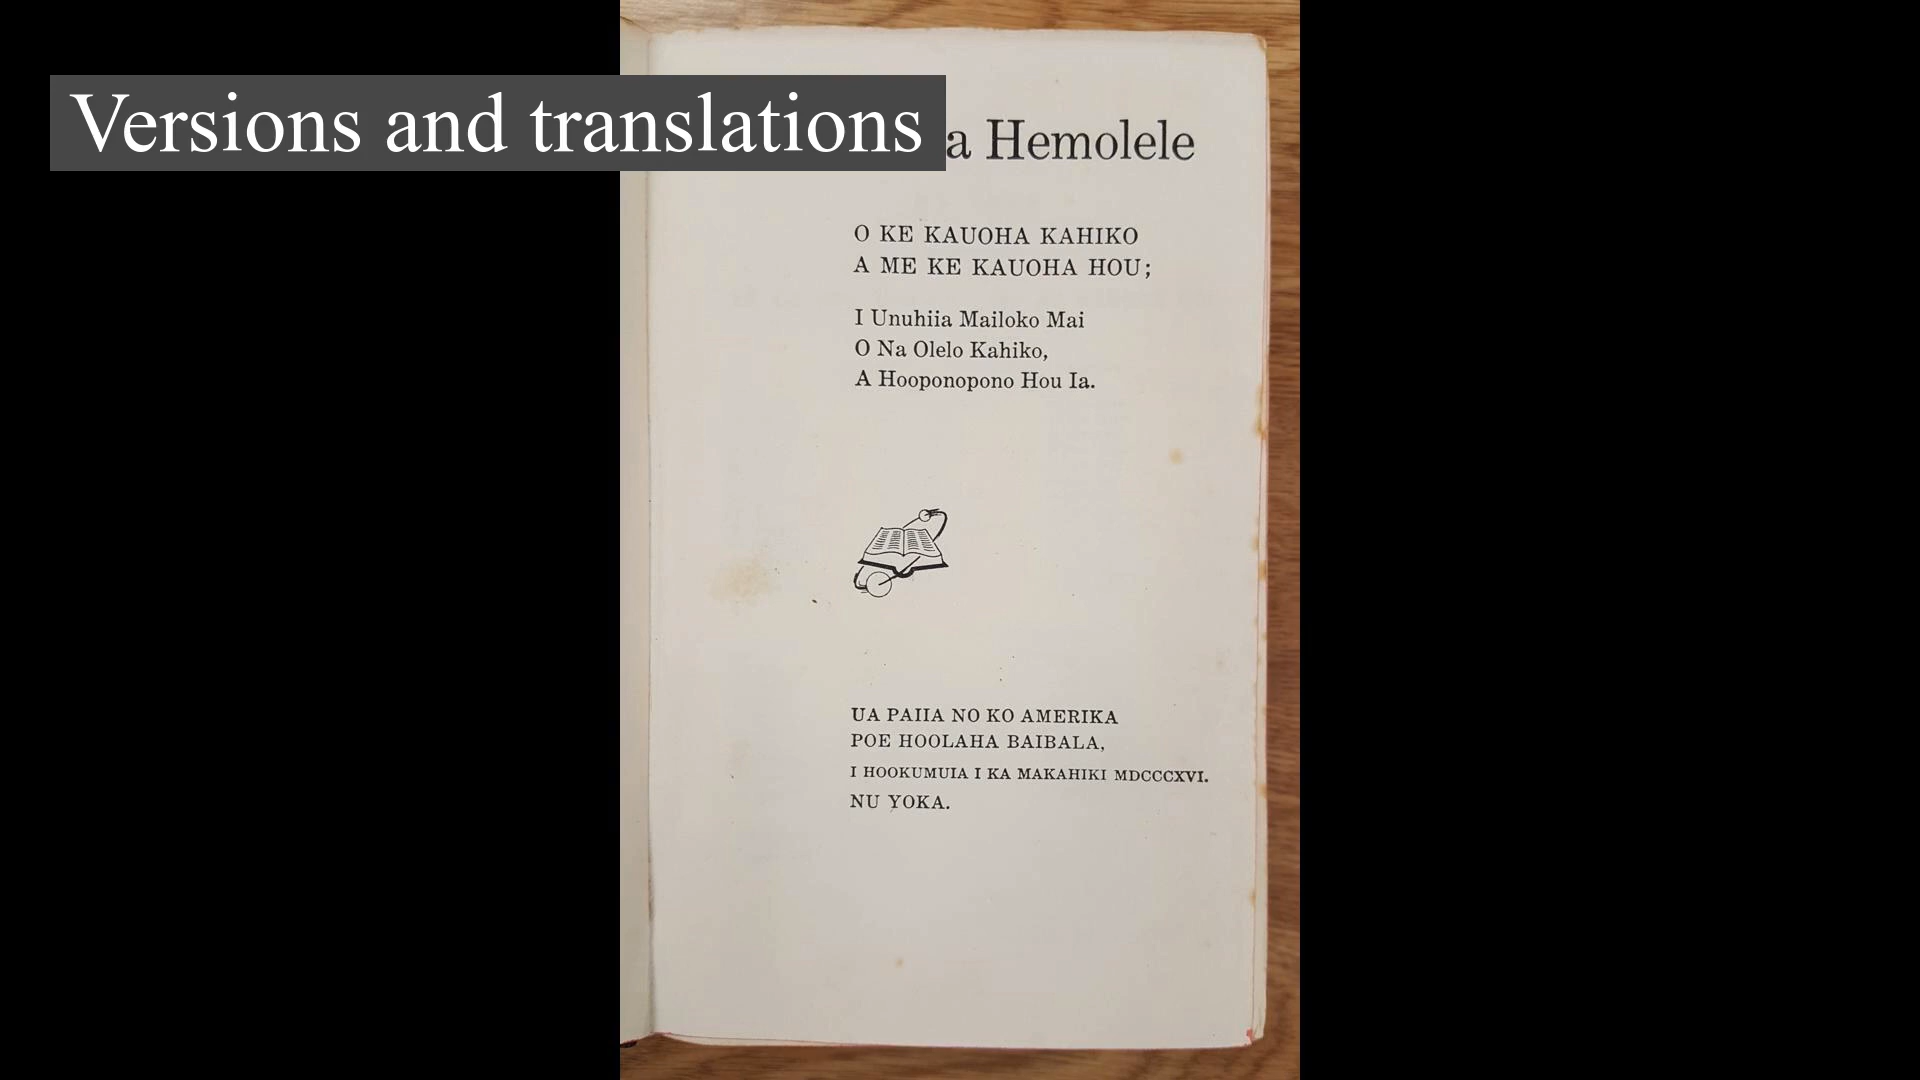 Versions and translations
a Hemolele
O KE KAUOHA KAHIKO
A ME KE KAUOHA HOU;
I Unuhiia Mailoko Mai
O Na Olelo Kahiko,
A Hooponopono Hou Ia.
UA PAIIA NO KO AMERIKA
POE HOOLAHA BAIBALA,
I HOOKUMUIA I KA MAKAHIKI MDCCCXVI.
NU YOKA.